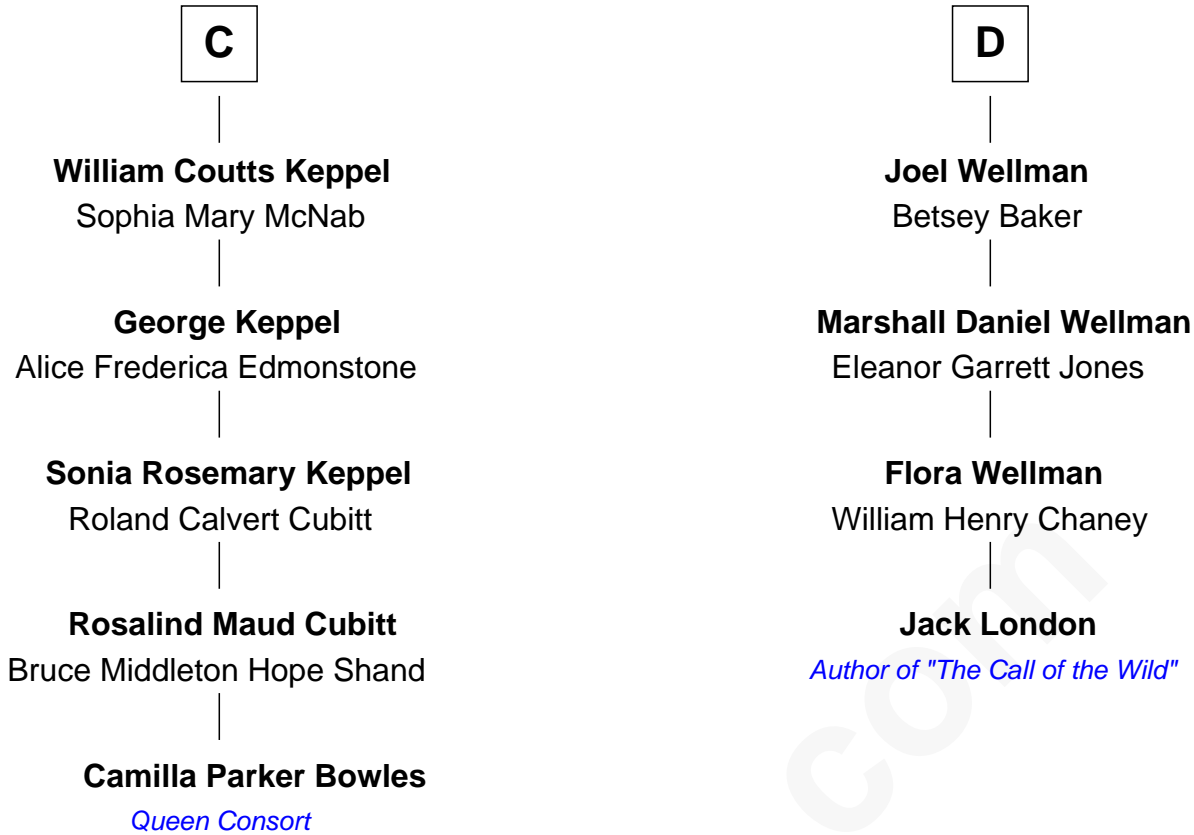 C
William Coutts Keppel
Sophia Mary McNab
George Keppel
Alice Frederica Edmonstone
Sonia Rosemary Keppel
Roland Calvert Cubitt
Rosalind Maud Cubitt
Bruce Middleton Hope Shand
Camilla Parker Bowles
Queen Consort
D
Joel Wellman
Betsey Baker
Marshall Daniel Wellman
Eleanor Garrett Jones
Flora Wellman
William Henry Chaney
Jack London
Author of "The Call of the Wild"
com